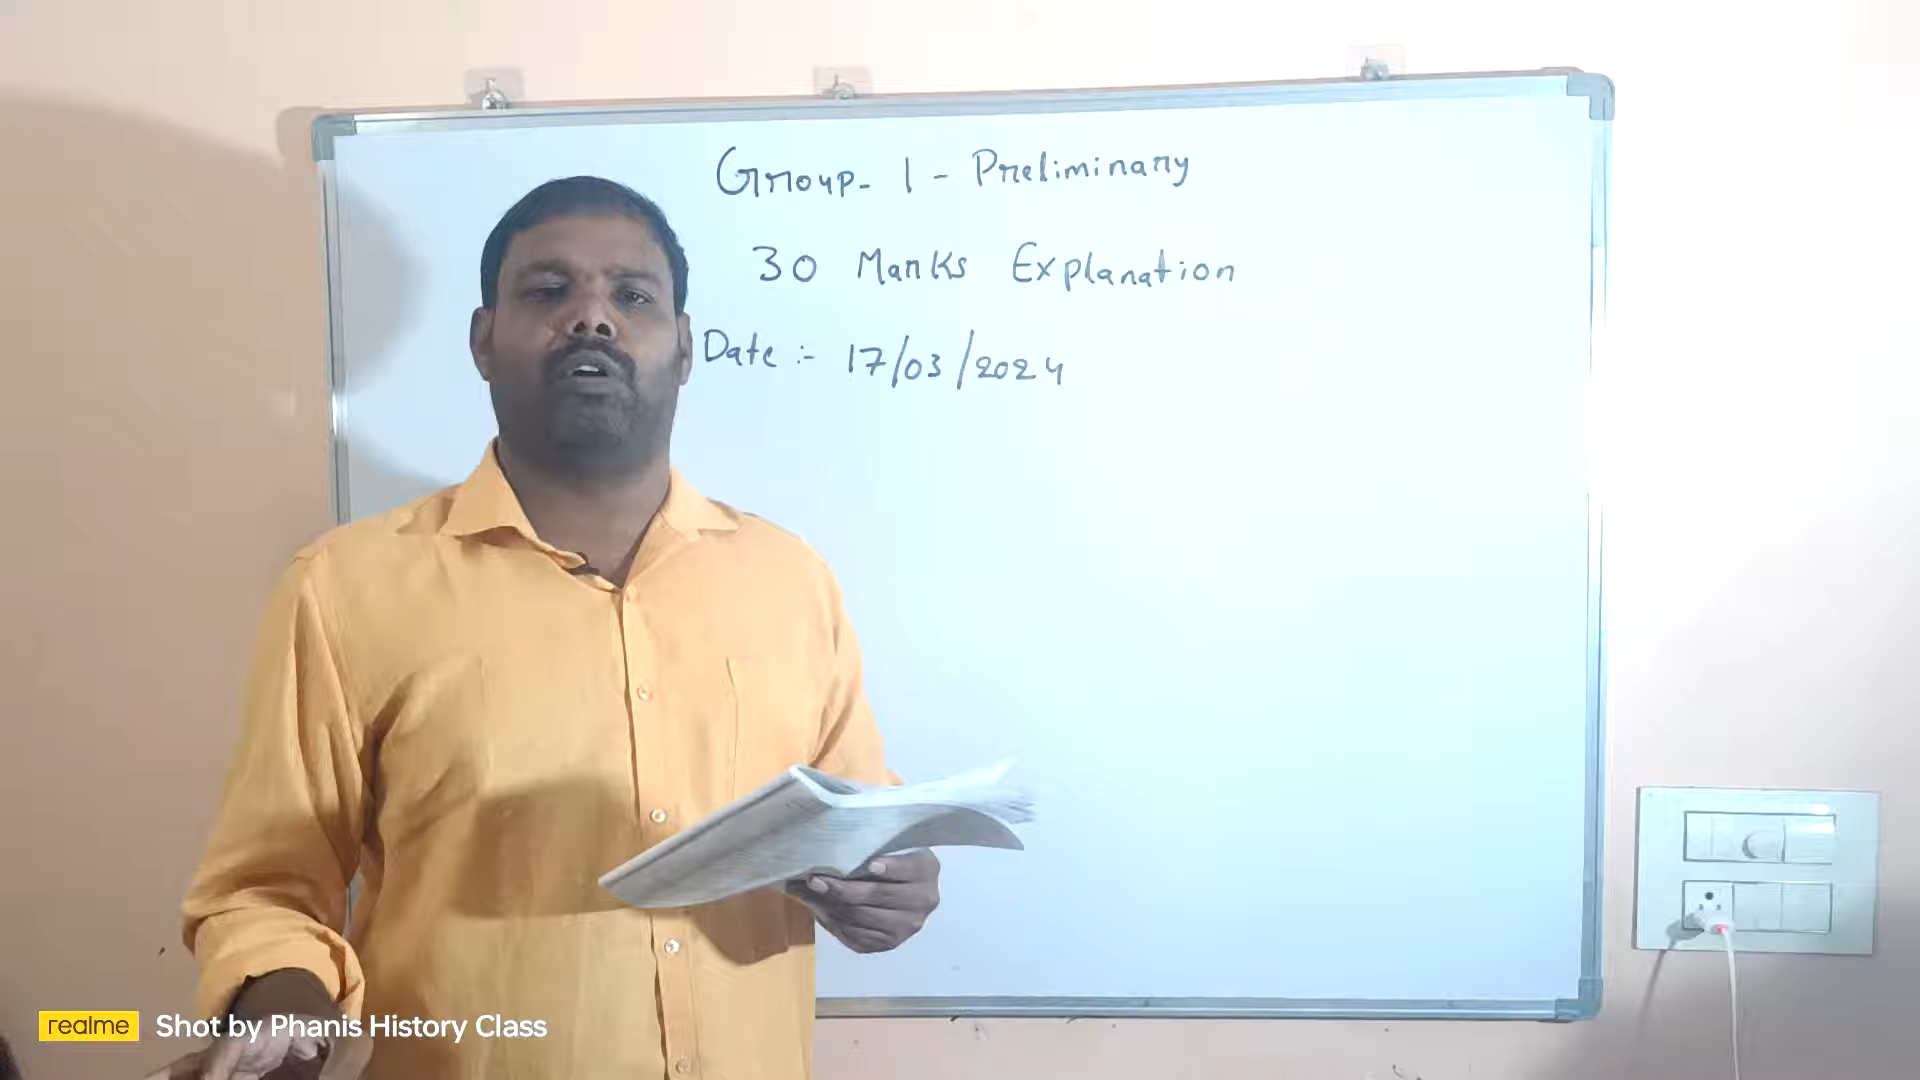 Group- 1 - Preliminary
30 Marks Explanation
Date :- 17/03/2024
realme Shot by Phanis History Class